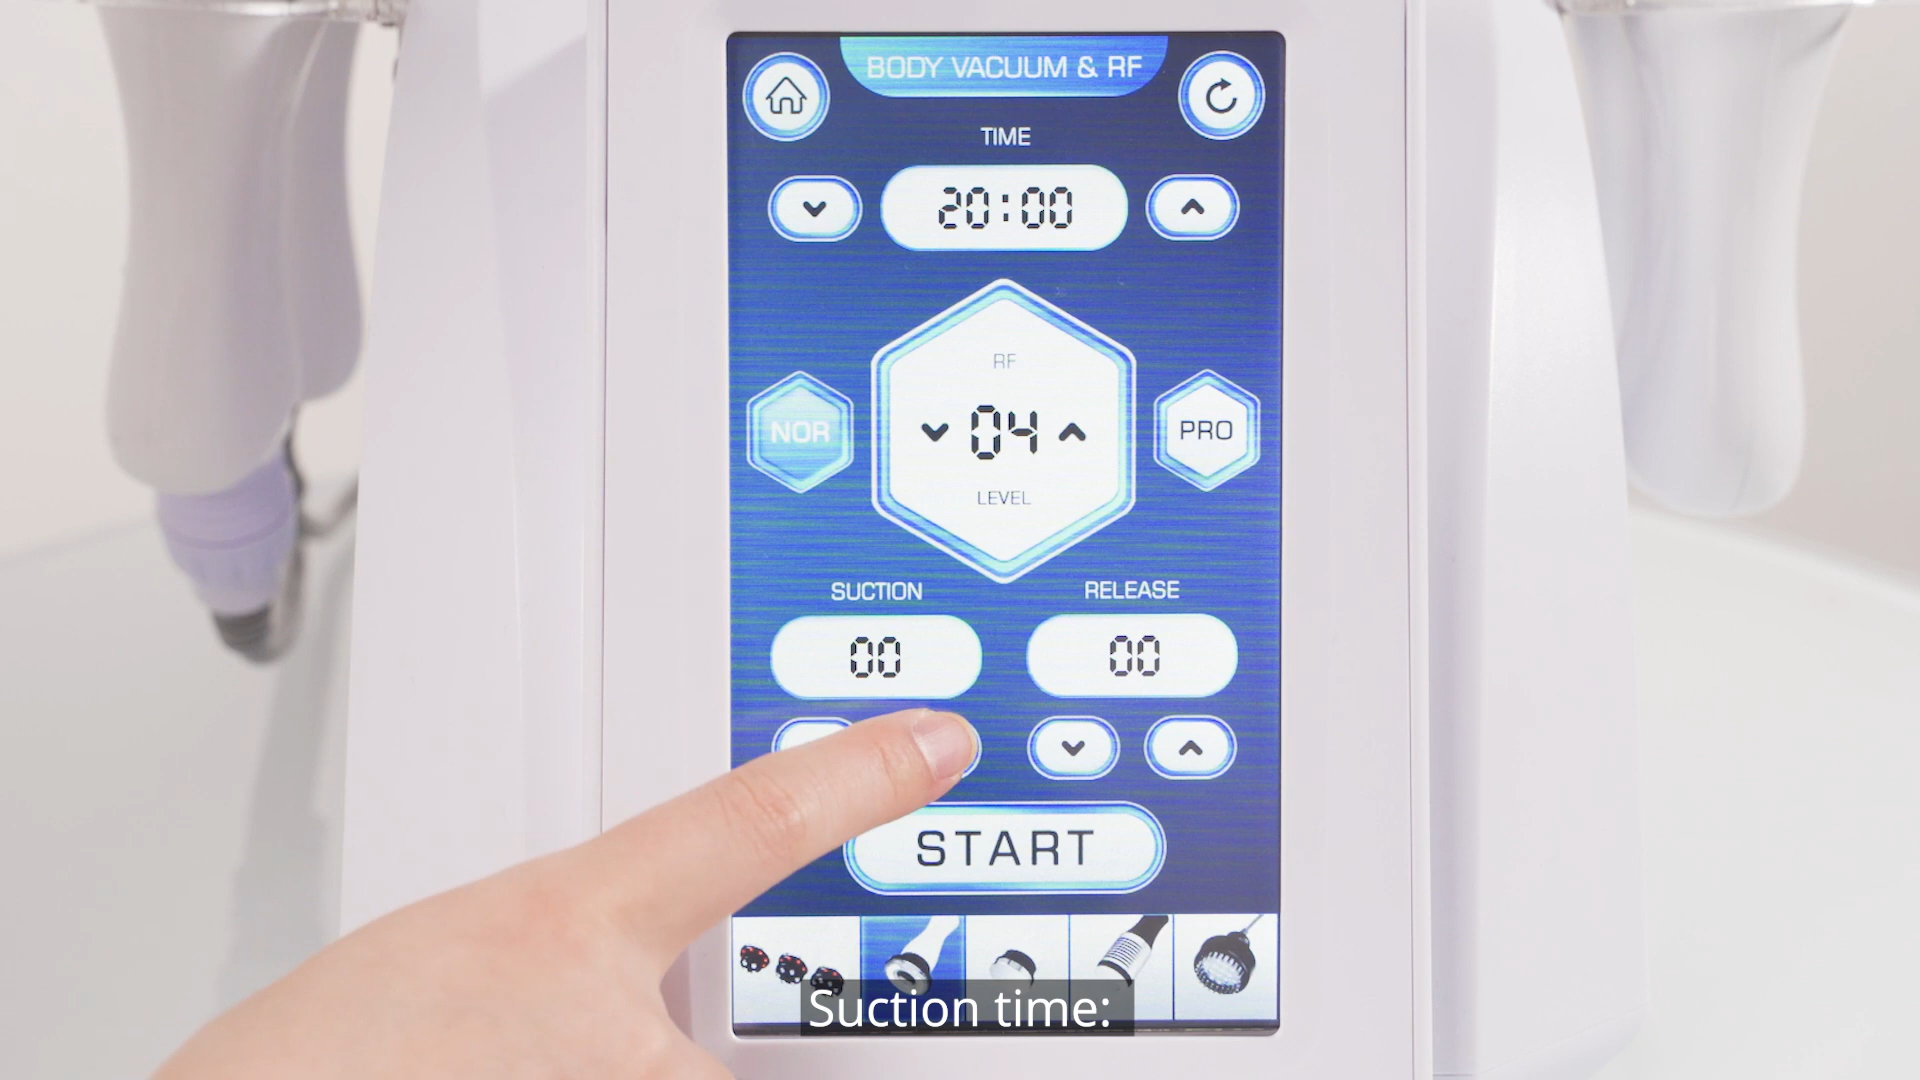 BODY VACUUM & RF
TIME
20:00
RF
NOR
04
PRO
LEVEL
SUCTION
RELEASE
00
00
START
Suction time: